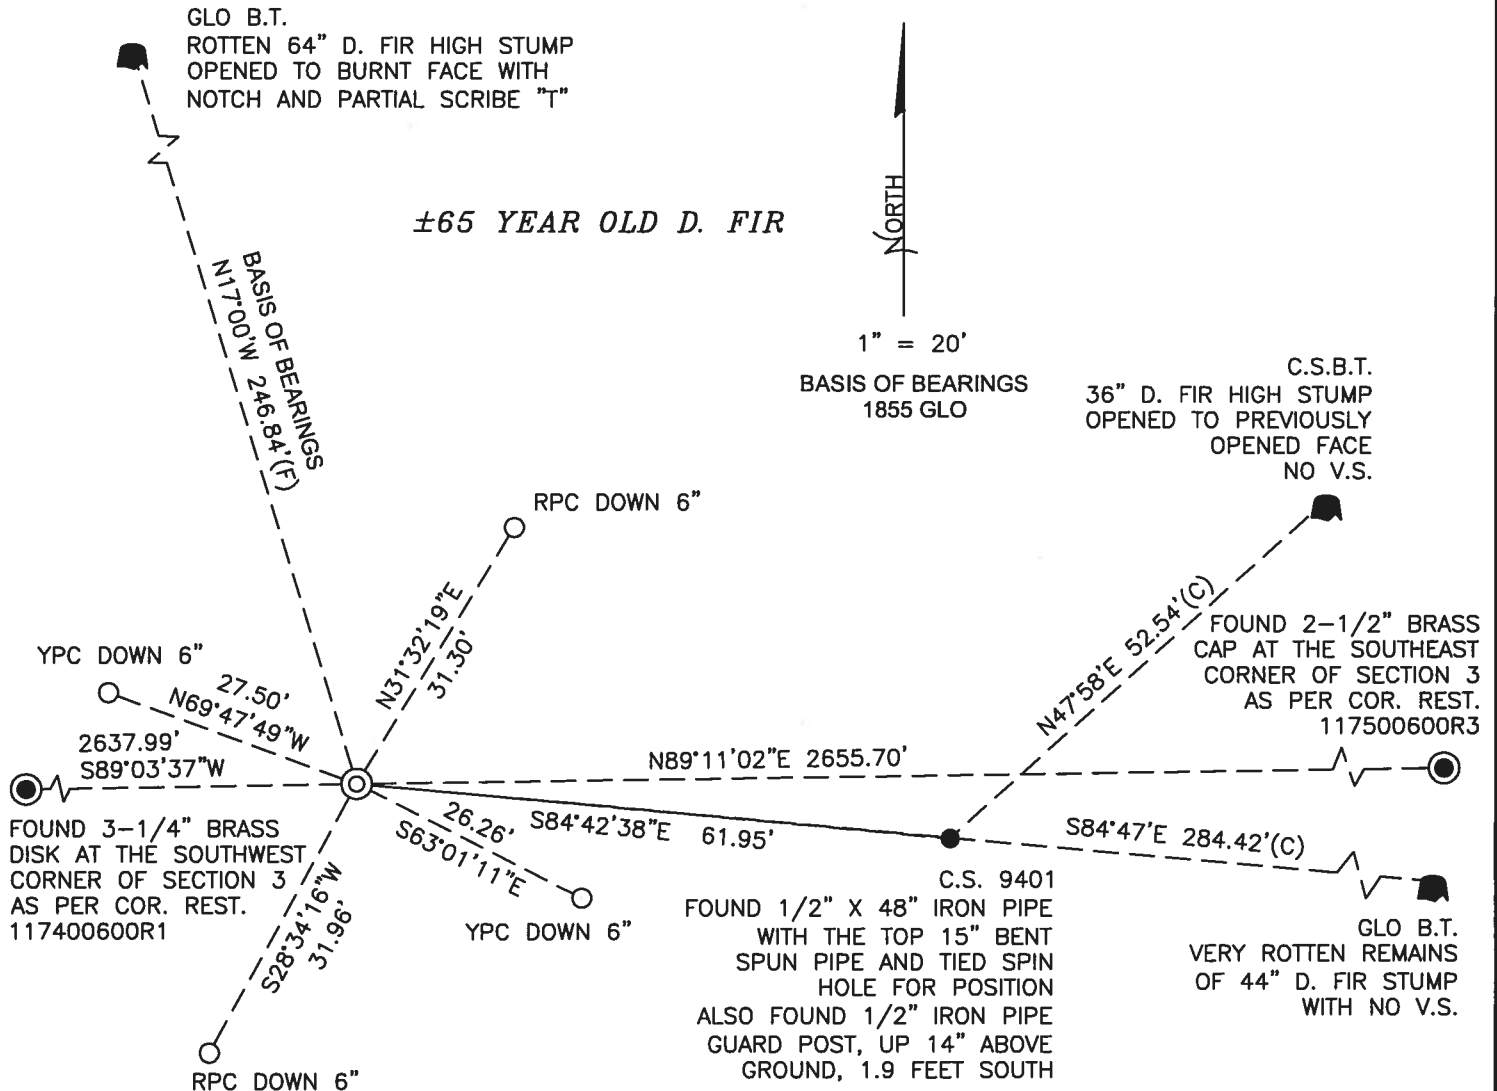 GLO B.T.
ROTTEN 64" D. FIR HIGH STUMP
OPENED TO BURNT FACE WITH
NOTCH AND PARTIAL SCRIBE "T"
±65 YEAR OLD D. FIR
NORTH
1" = 20'
BASIS OF BEARINGS
1855 GLO
BASIS OF BEARINGS
N17°00'W 246.84'(F)
C.S.B.T.
36" D. FIR HIGH STUMP
OPENED TO PREVIOUSLY
OPENED FACE
NO V.S.
RPC DOWN 6"
N31°32'19"E
31.30'
N47°58'E 52.54'(C)
FOUND 2-1/2" BRASS
CAP AT THE SOUTHEAST
CORNER OF SECTION 3
AS PER COR. REST.
117500600R3
YPC DOWN 6"
27.50'
N69°47'49"W
2637.99'
S89°03'37"W
N89°11'02"E 2655.70'
FOUND 3-1/4" BRASS
DISK AT THE SOUTHWEST
CORNER OF SECTION 3
AS PER COR. REST.
117400600R1
26.26'
S63°01'11"E
S84°42'38"E 61.95'
S84°47'E 284.42'(C)
S28°34'16"W
31.96'
YPC DOWN 6"
C.S. 9401
FOUND 1/2" X 48" IRON PIPE
WITH THE TOP 15" BENT
SPUN PIPE AND TIED SPIN
HOLE FOR POSITION
ALSO FOUND 1/2" IRON PIPE
GUARD POST, UP 14" ABOVE
GROUND, 1.9 FEET SOUTH
GLO B.T.
VERY ROTTEN REMAINS
OF 44" D. FIR STUMP
WITH NO V.S.
RPC DOWN 6"